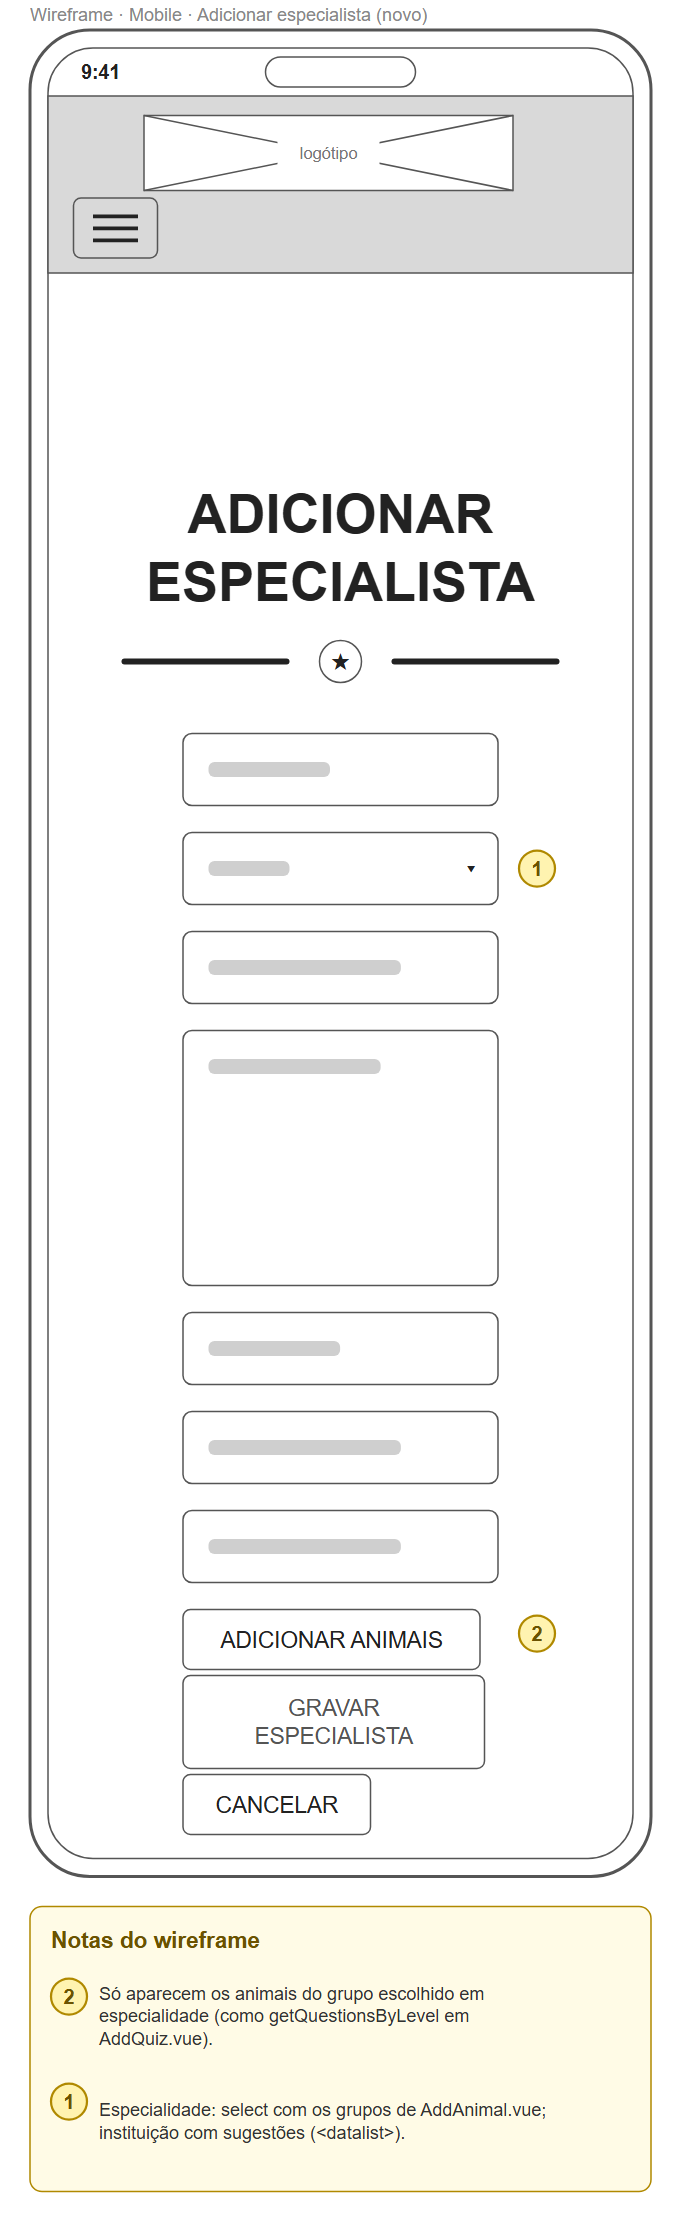 Wireframe · Mobile · Adicionar especialista (novo)
9:41
logótipo
ADICIONAR
ESPECIALISTA
1
2
ADICIONAR ANIMAIS
GRAVAR
ESPECIALISTA
CANCELAR
Notas do wireframe
2
Só aparecem os animais do grupo escolhido em
especialidade (como getQuestionsByLevel em
AddQuiz.vue).
1
Especialidade: select com os grupos de AddAnimal.vue;
instituição com sugestões (<datalist>).